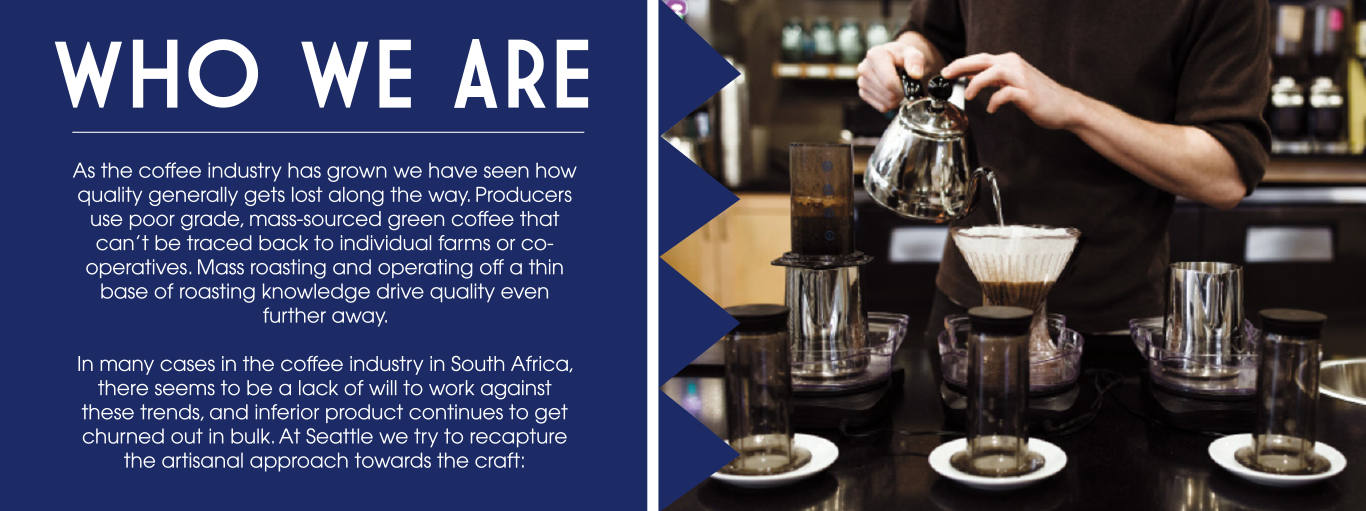 WHO WE ARE
As the coffee industry has grown we have seen how
quality generally gets lost along the way. Producers
use poor grade, mass-sourced green coffee that
can't be traced back to individual farms or co-
operatives. Mass roasting and operating off a thin
base of roasting knowledge drive quality even
further away.
In many cases in the coffee industry in South Africa,
there seems to be a lack of will to work against
these trends, and inferior product continues to get
churned out in bulk. At Seattle we try to recapture
the artisanal approach towards the craft: